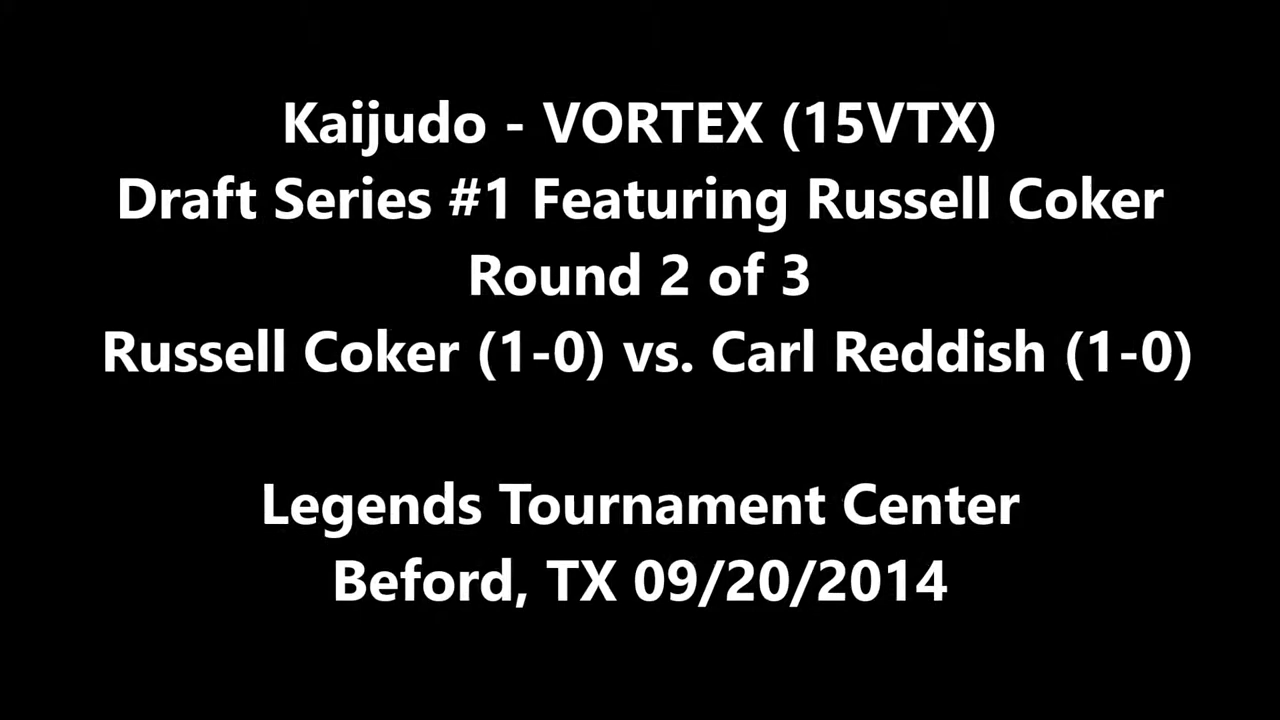 Kaijudo - VORTEX (15VTX)
Draft Series #1 Featuring Russell Coker
Round 2 of 3
Russell Coker (1-0) vs. Carl Reddish (1-0)
Legends Tournament Center
Beford, TX 09/20/2014